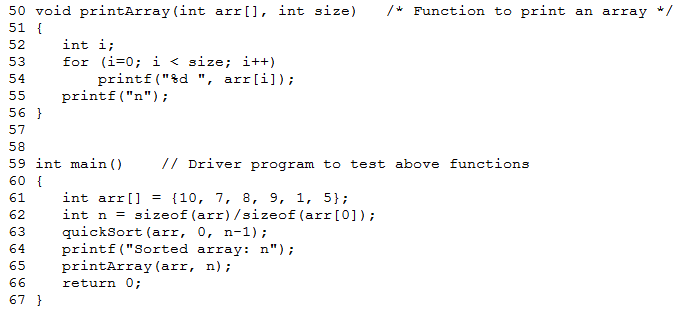 50 void printArray(int arr[], int size)   /* Function to print an array */
51 {
52    int i;
53    for (i=0; i < size; i++)
54        printf("%d ", arr[i]);
55    printf("n");
56 }
57
58
59 int main()    // Driver program to test above functions
60 {
61    int arr[] = {10, 7, 8, 9, 1, 5};
62    int n = sizeof(arr)/sizeof(arr[0]);
63    quickSort(arr, 0, n-1);
64    printf("Sorted array: n");
65    printArray(arr, n);
66    return 0;
67 }